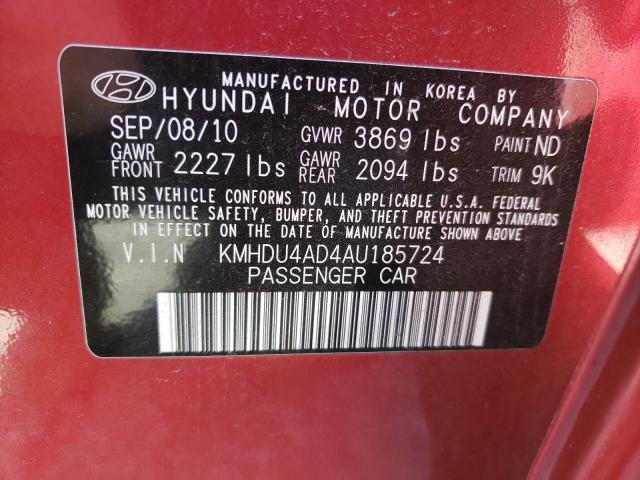 MANUFACTURED IN KOREA BY
HYUNDAI MOTOR COMPANY
SEP/08/10 GVWR 3869 lbs PAINT ND
GAWR FRONT 2227 lbs GAWR REAR 2094 lbs TRIM 9K
THIS VEHICLE CONFORMS TO ALL APPLICABLE U.S.A. FEDERAL
MOTOR VEHICLE SAFETY, BUMPER, AND THEFT PREVENTION STANDARDS
IN EFFECT ON THE DATE OF MANUFACTURE SHOWN ABOVE.
V.I.N KMHDU4AD4AU185724
PASSENGER CAR